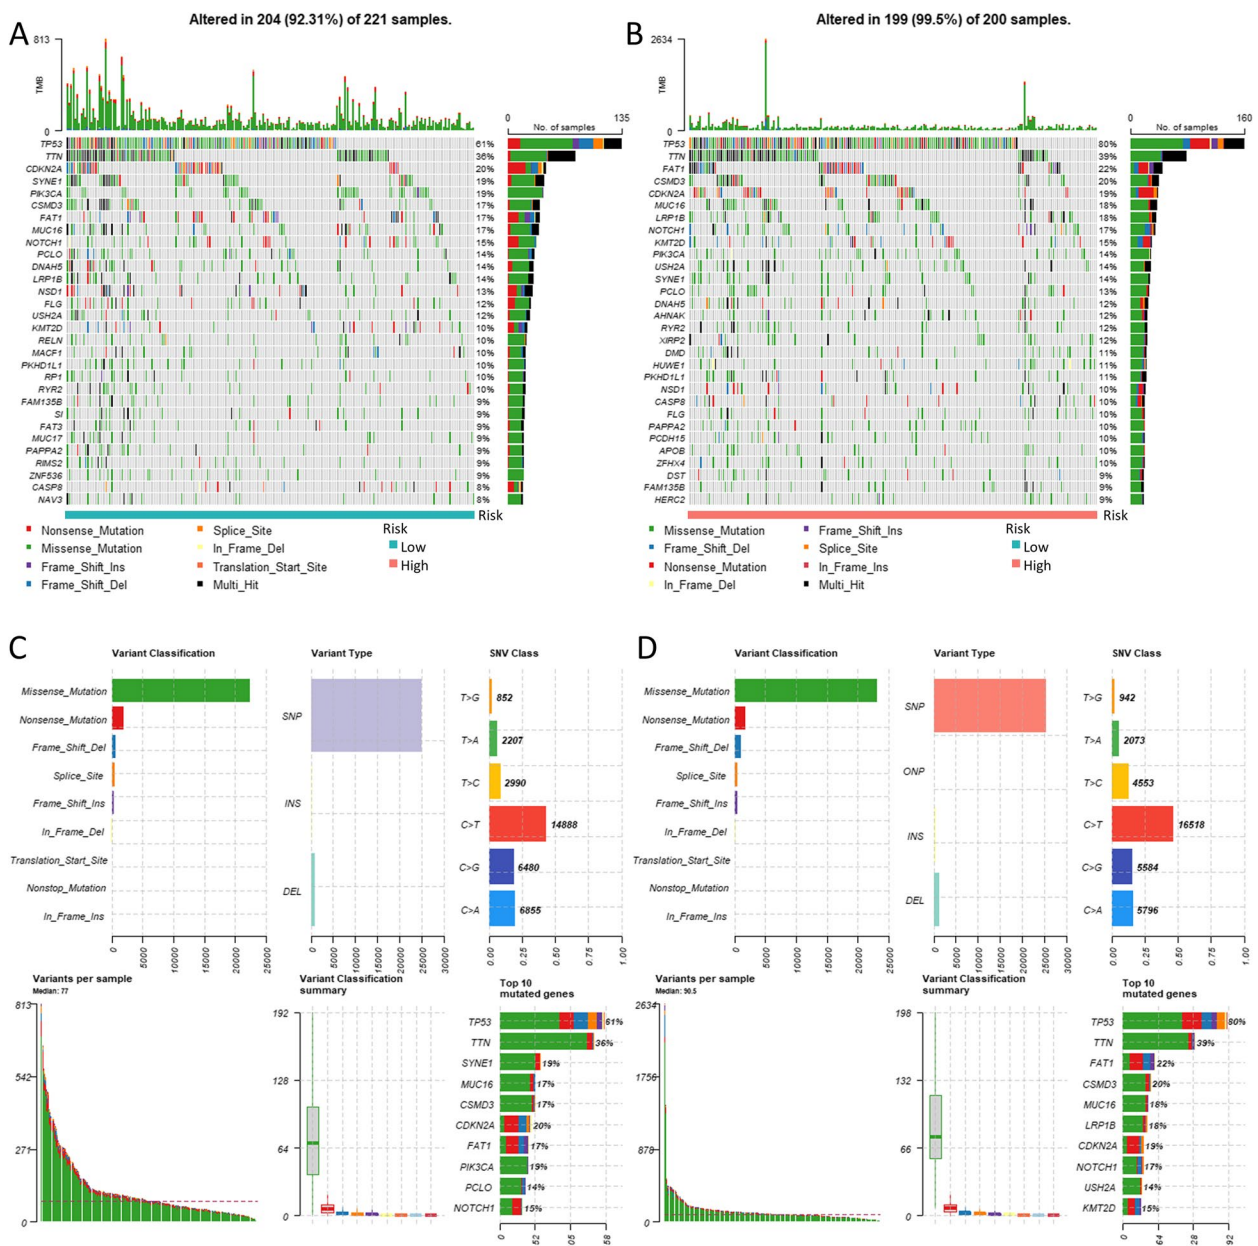 Altered in 204 (92.31%) of 221 samples.
A
813
TMB
0
0
135
No. of samples
TP53 61%
TTN 36%
CDKN2A 20%
SYNE1 19%
PIK3CA 19%
CSMD3 17%
FAT1 17%
MUC16 17%
NOTCH1 15%
PCLO 14%
DNAH5 14%
LRP1B 14%
NSD1 13%
FLG 12%
USH2A 12%
KMT2D 10%
RELN 10%
MACF1 10%
PKHD1L1 10%
RP1 10%
RYR2 10%
FAM135B 9%
SI 9%
FAT3 9%
MUC17 9%
PAPPA2 9%
RIMS2 9%
ZNF536 9%
CASP8 8%
NAV3 8%
Risk
Nonsense_Mutation
Missense_Mutation
Frame_Shift_Ins
Frame_Shift_Del
Splice_Site
In_Frame_Del
Translation_Start_Site
Multi_Hit
Risk
Low
High
Altered in 199 (99.5%) of 200 samples.
B
2634
TMB
0
0
160
No. of samples
TP53 80%
TTN 39%
FAT1 22%
CSMD3 20%
CDKN2A 19%
MUC16 18%
LRP1B 18%
NOTCH1 17%
KMT2D 15%
PIK3CA 14%
USH2A 14%
SYNE1 14%
PCLO 13%
DNAH5 12%
AHNAK 12%
RYR2 12%
XIRP2 12%
DMD 11%
HUWE1 11%
PKHD1L1 11%
NSD1 10%
CASP8 10%
FLG 10%
PAPPA2 10%
PCDH15 10%
APOB 10%
ZFHX4 10%
DST 9%
FAM135B 9%
HERC2 9%
Risk
Missense_Mutation
Frame_Shift_Del
Nonsense_Mutation
In_Frame_Del
Frame_Shift_Ins
Splice_Site
In_Frame_Ins
Multi_Hit
Risk
Low
High
C
Variant Classification
Missense_Mutation
Nonsense_Mutation
Frame_Shift_Del
Splice_Site
Frame_Shift_Ins
In_Frame_Del
Translation_Start_Site
Nonstop_Mutation
In_Frame_Ins
0 5000 10000 15000 20000 25000
Variant Type
SNP
INS
DEL
0 5000 10000 15000 20000 25000 30000
SNV Class
T>G 852
T>A 2207
T>C 2990
C>T 14888
C>G 6480
C>A 6855
0.00 0.25 0.50 0.75 1.00
Variants per sample
Median: 77
813
542
271
0
Variant Classification
summary
192
128
64
0
Top 10
mutated genes
TP53 61%
TTN 36%
SYNE1 19%
MUC16 17%
CSMD3 17%
CDKN2A 20%
FAT1 17%
PIK3CA 19%
PCLO 14%
NOTCH1 15%
0 52 05 58
D
Variant Classification
Missense_Mutation
Nonsense_Mutation
Frame_Shift_Del
Splice_Site
Frame_Shift_Ins
In_Frame_Del
Translation_Start_Site
Nonstop_Mutation
In_Frame_Ins
0 5000 10000 15000 20000 25000
Variant Type
SNP
ONP
INS
DEL
0 5000 10000 15000 20000 25000 30000
SNV Class
T>G 942
T>A 2073
T>C 4553
C>T 16518
C>G 5584
C>A 5796
0.00 0.25 0.50 0.75 1.00
Variants per sample
Median: 50.5
2634
1756
878
0
Variant Classification
summary
198
132
66
0
Top 10
mutated genes
TP53 80%
TTN 39%
FAT1 22%
CSMD3 20%
MUC16 18%
LRP1B 18%
CDKN2A 19%
NOTCH1 17%
USH2A 14%
KMT2D 15%
0 64 28 92